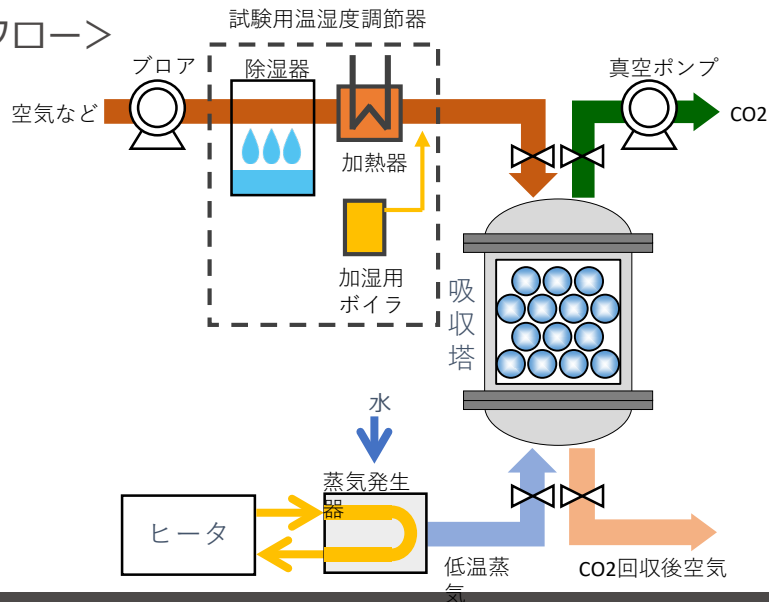 フロー＞
試験用温湿度調節器
ブロア
除湿器
真空ポンプ
空気など
CO2
加熱器
加湿用
ボイラ
吸
収
塔
水
蒸気発生
器
ヒータ
低温蒸
気
CO2回収後空気